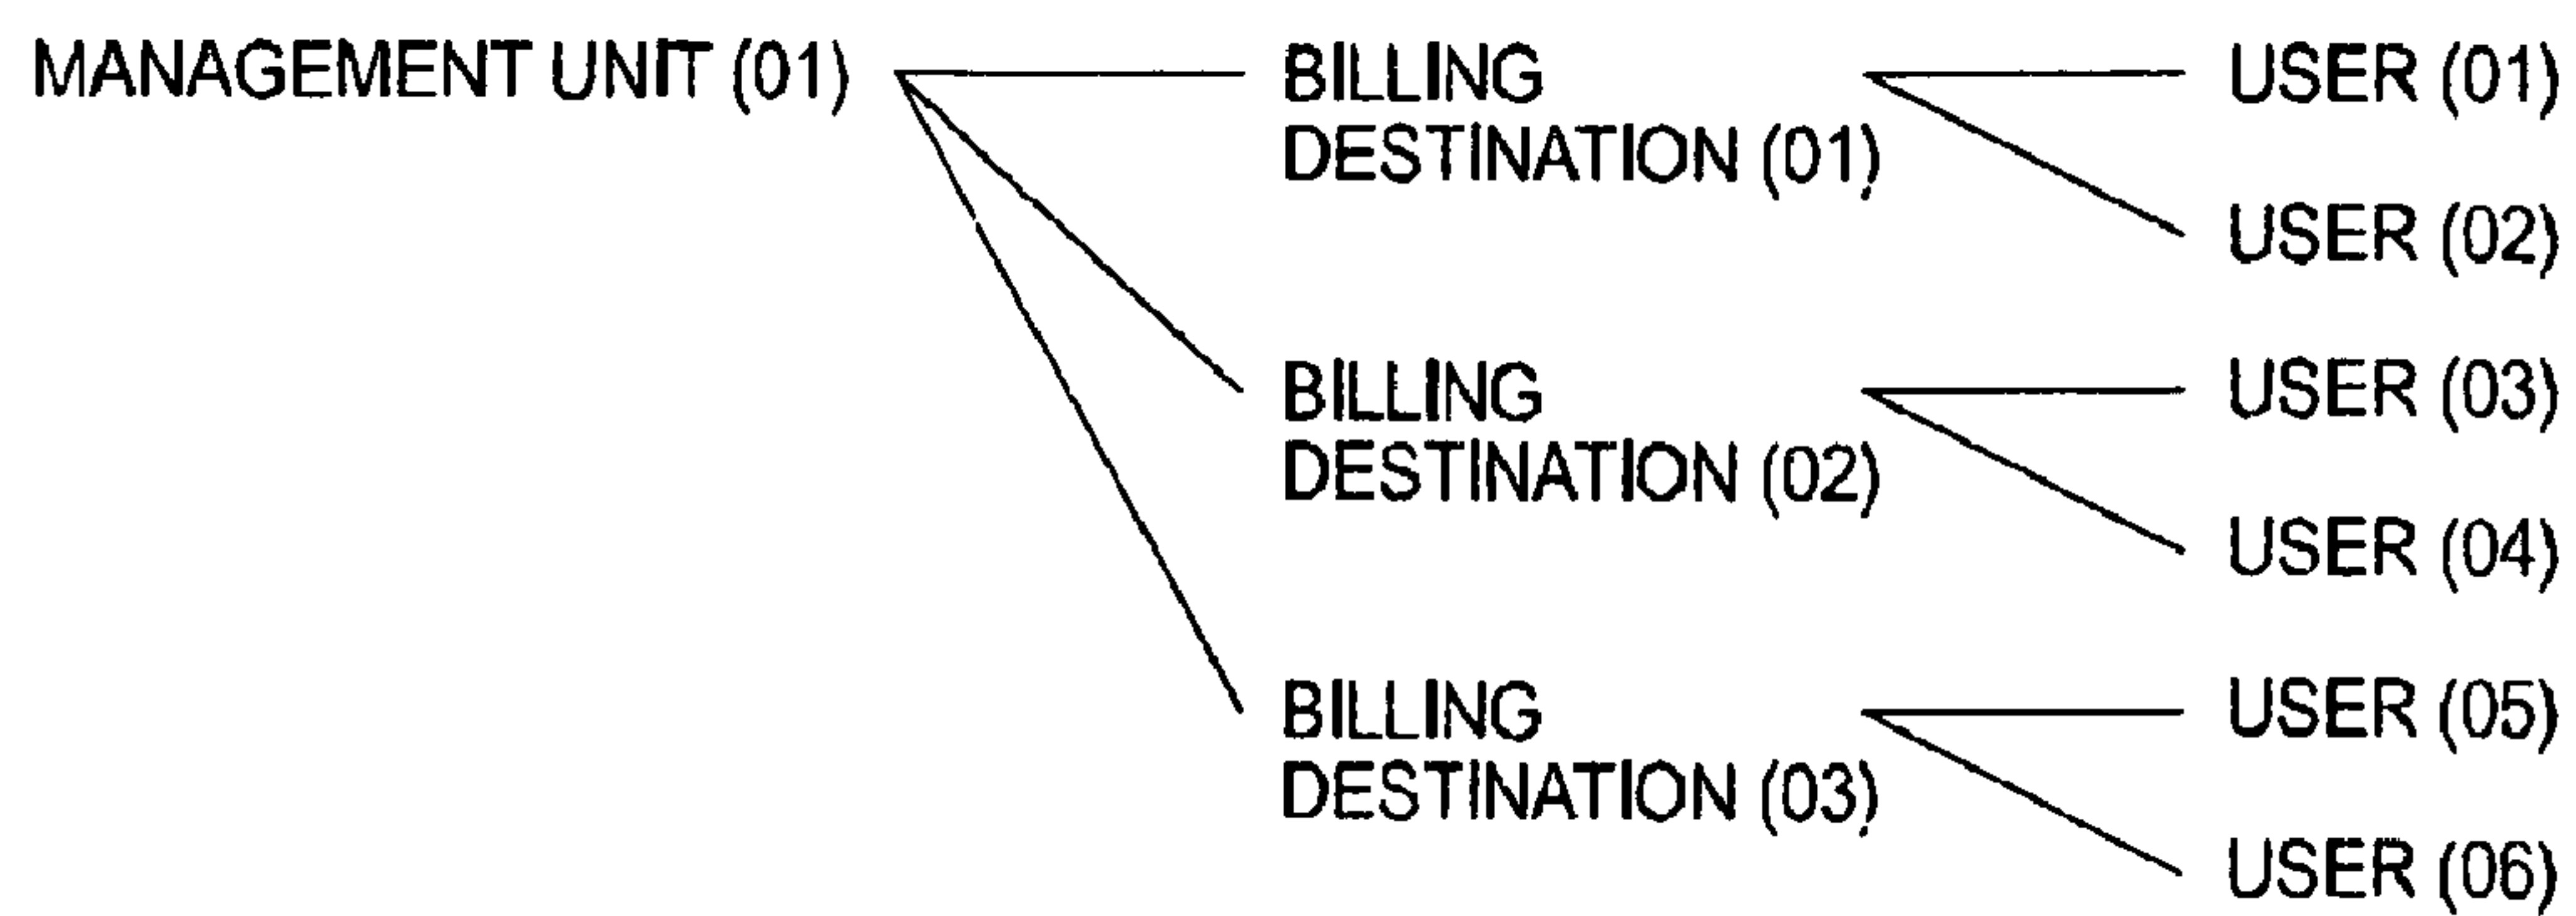 MANAGEMENT UNIT (01)
BILLING
DESTINATION (01)
USER (01)
USER (02)
BILLING
DESTINATION (02)
USER (03)
USER (04)
BILLING
DESTINATION (03)
USER (05)
USER (06)